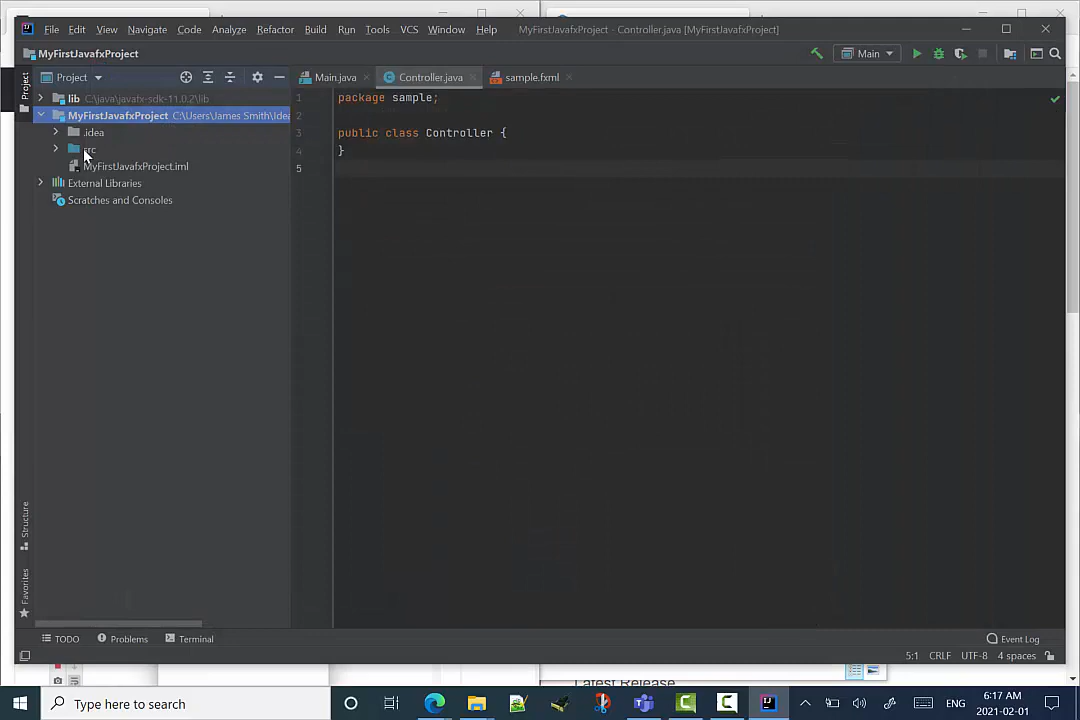 File Edit View Navigate Code Analyze Refactor Build Run Tools VCS Window Help MyFirstJavafxProject - Controller.java [MyFirstJavafxProject]
MyFirstJavafxProject
Main
Project
Project
Main.java
Controller.java
sample.fxml
lib C:\java\javafx-sdk-11.0.2\lib
MyFirstJavafxProject C:\Users\James Smith\Idea
.idea
src
MyFirstJavafxProject.iml
External Libraries
Scratches and Consoles
1 package sample;
2
3 public class Controller {
4 }
5
Structure
Favorites
TODO Problems Terminal Event Log
5:1 CRLF UTF-8 4 spaces
Latest Release
Type here to search
ENG
6:17 AM
2021-02-01